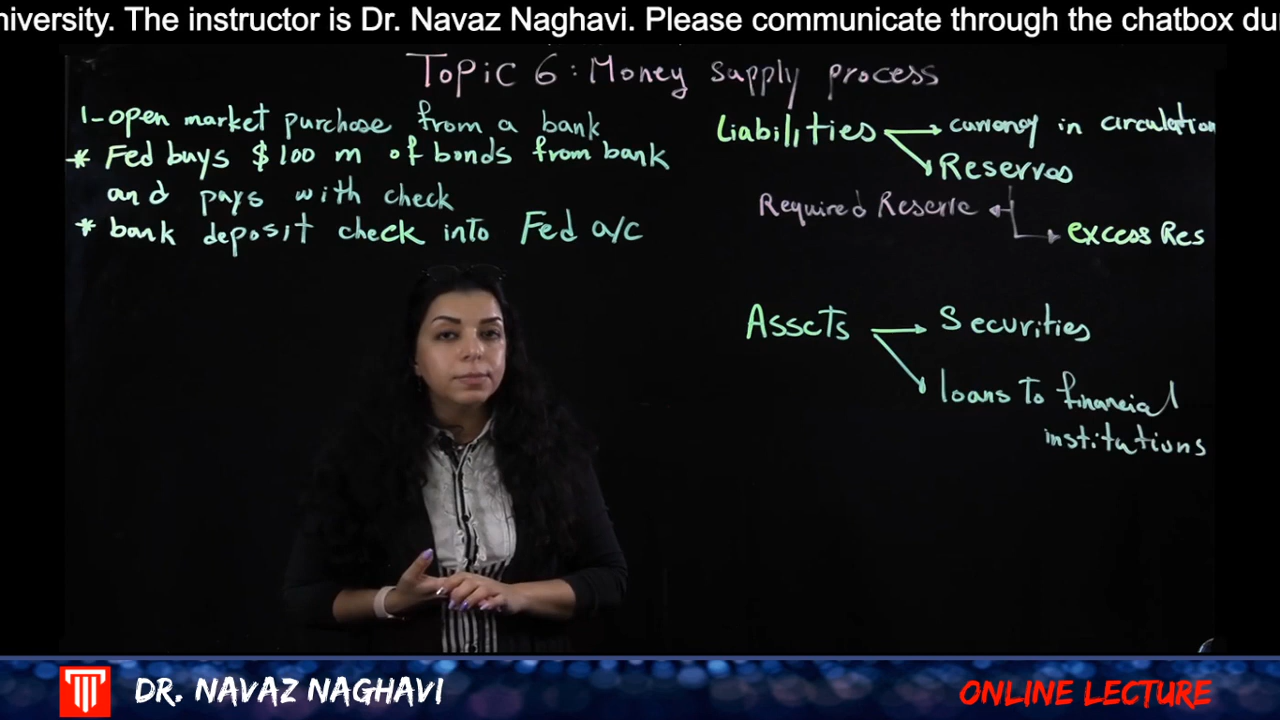 niversity. The instructor is Dr. Navaz Naghavi. Please communicate through the chatbox du
Topic 6: Money supply process
1-open market purchase from a bank
* Fed buys $100 m of bonds from bank
and pays with check
* bank deposit check into Fed a/c
Liabilities
currency in circulation
Reserves
Required Reserve
excess Res
Assets
Securities
loans To financial
institutions
DR. NAVAZ NAGHAVI
ONLINE LECTURE